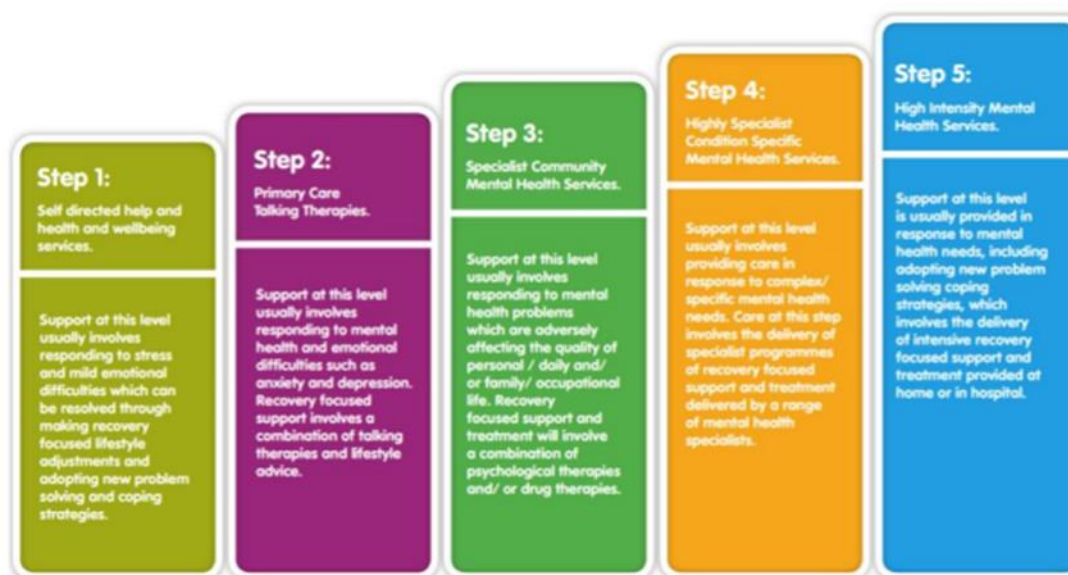 Step 1:
Self directed help and
health and wellbeing
services.
Support at this level
usually involves
responding to stress
and mild emotional
difficulties which can
be resolved through
making recovery
focused lifestyle
adjustments and
adopting new problem
solving and coping
strategies.
Step 2:
Primary Care
Talking Therapies.
Support at this level
usually involves
responding to mental
health and emotional
difficulties such as
anxiety and depression.
Recovery focused
support involves a
combination of talking
therapies and lifestyle
advice.
Step 3:
Specialist Community
Mental Health Services.
Support at this level
usually involves
responding to mental
health problems
which are adversely
affecting the quality of
personal / daily and/
or family/ occupational
life. Recovery
focused support and
treatment will involve
a combination of
psychological therapies
and/ or drug therapies.
Step 4:
Highly Specialist
Condition Specific
Mental Health Services.
Support at this level
usually involves
providing care in
response to complex/
specific mental health
needs. Care at this step
involves the delivery of
specialist programmes
of recovery focused
support and treatment
delivered by a range
of mental health
specialists.
Step 5:
High Intensity Mental
Health Services.
Support at this level
is usually provided in
response to mental
health needs, including
adopting new problem
solving coping
strategies, which
involves the delivery
of intensive recovery
focused support and
treatment provided at
home or in hospital.